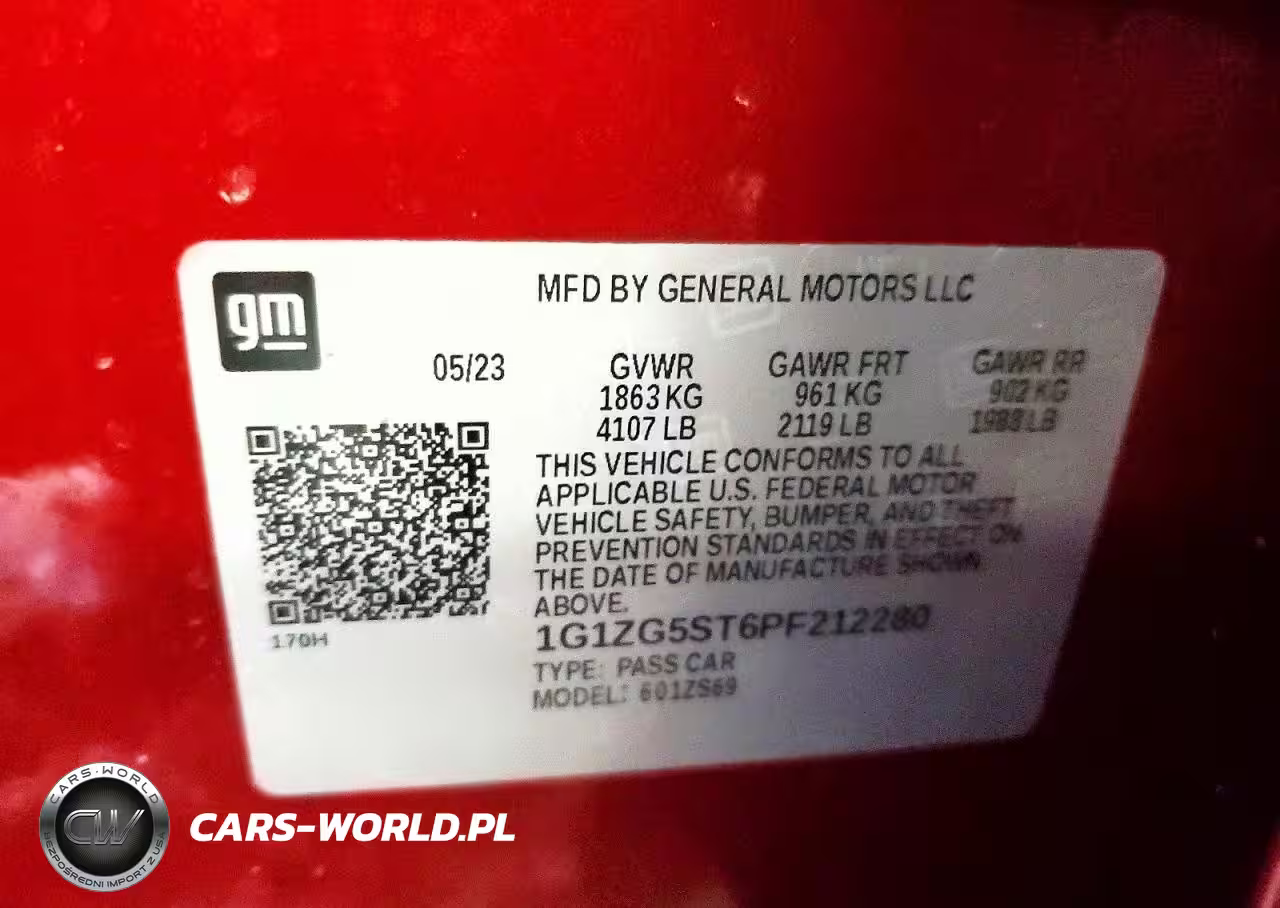 gm
MFD BY GENERAL MOTORS LLC
05/23 GVWR GAWR FRT GAWR RR
1863 KG 961 KG 902 KG
4107 LB 2119 LB 1988 LB
THIS VEHICLE CONFORMS TO ALL
APPLICABLE U.S. FEDERAL MOTOR
VEHICLE SAFETY, BUMPER, AND THEFT
PREVENTION STANDARDS IN EFFECT ON
THE DATE OF MANUFACTURE SHOWN
ABOVE.
170H
1G1ZG5ST6PF212280
TYPE: PASS CAR
MODEL: 601ZS69
CARS-WORLD
CW
BEZPOŚREDNI IMPORT Z USA
CARS-WORLD.PL